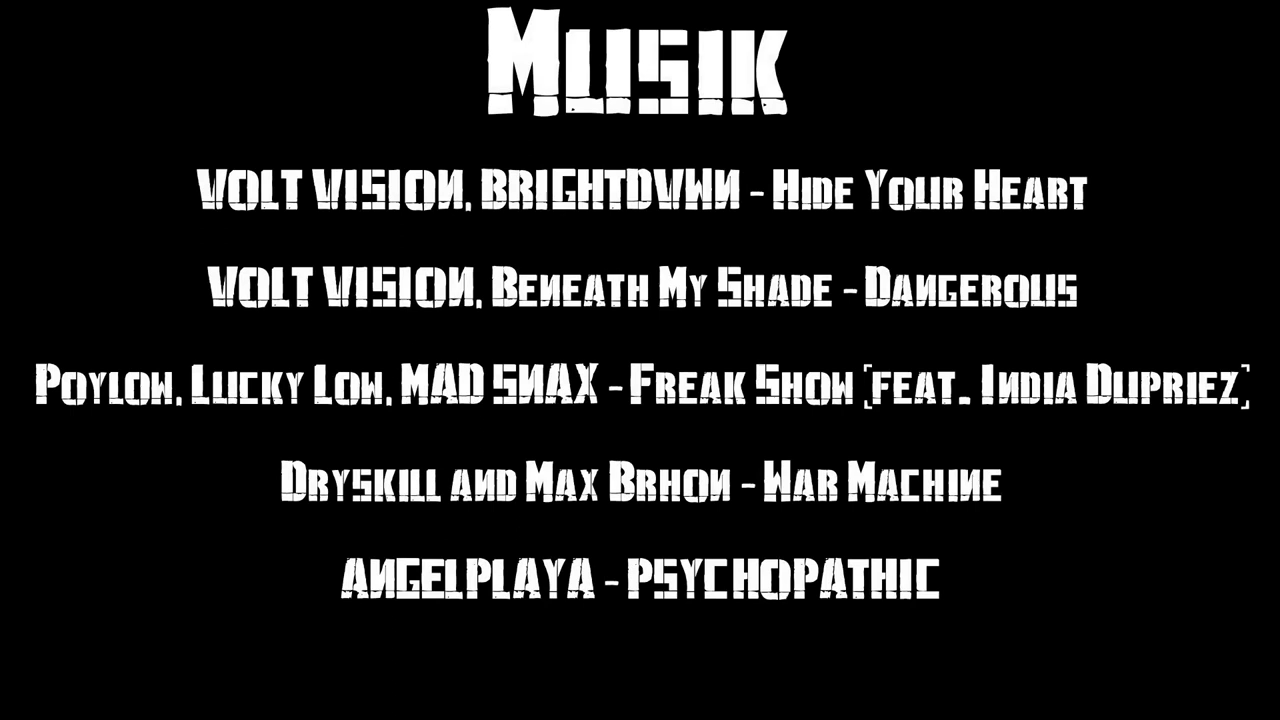 Musik
VOLT VISION, BRIGHTDVWN - Hide Your Heart
VOLT VISION, Beneath My Shade - Dangerous
Poylow, Lucky Low, MAD SNAX - Freak Show [feat. India Dupriez]
Dryskill and Max Brhon - War Machine
ANGELPLAYA - PSYCHOPATHIC